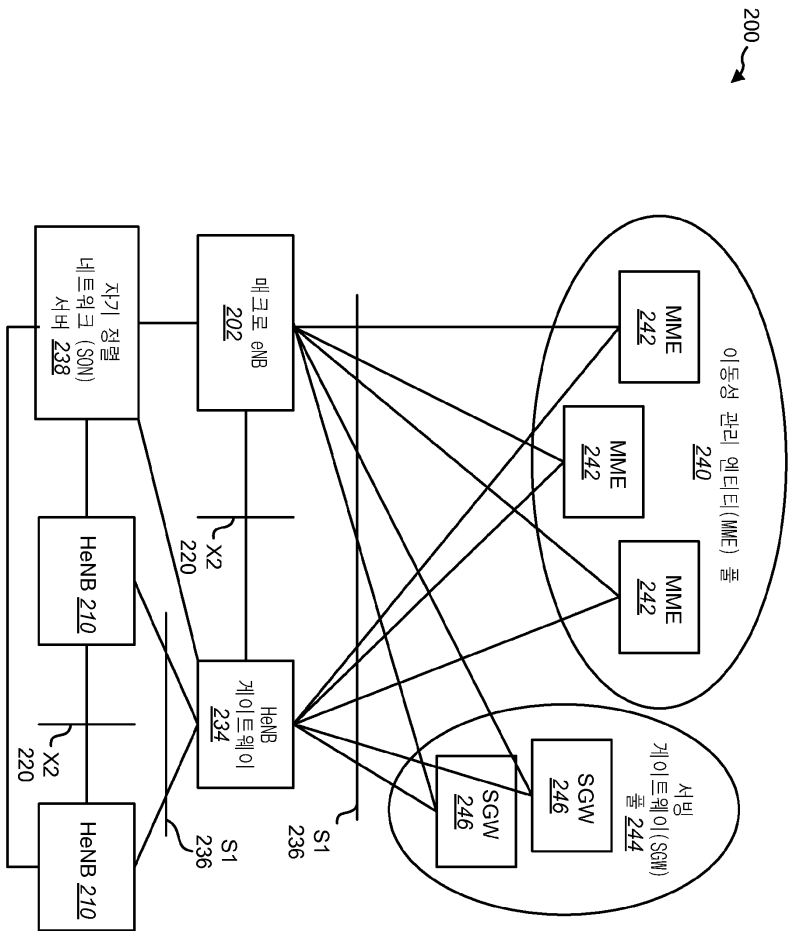 200
이동성 관리 엔티티(MME) 풀
240
MME
242
MME
242
MME
242
서빙
게이트웨이(SGW)
풀 244
SGW
246
SGW
246
S1
236
매크로 eNB
202
X2
220
HeNB
게이트웨이
234
S1
236
자기 정렬
네트워크 (SON)
서버 238
HeNB 210
X2
220
HeNB 210